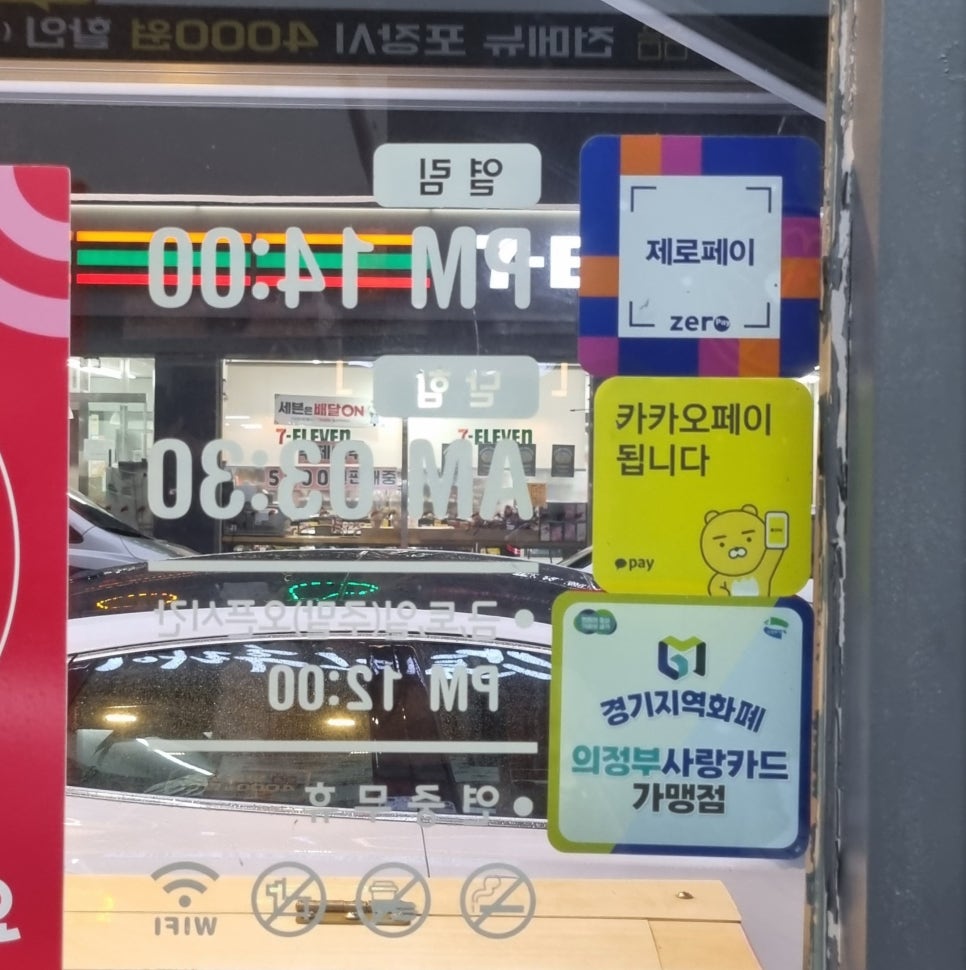 전메뉴 포장시 4000원 할인
열림
PM 14:00
제로페이
zero Pay
닫힘
세븐은 배달ON
7-ELEVEn
7-ELEVEn
AM 03:30
카카오페이
됩니다
pay
• 금,토,일(주말)오픈시간
PM 12:00
경기지역화폐
의정부사랑카드
가맹점
• 연중무휴
WIFI